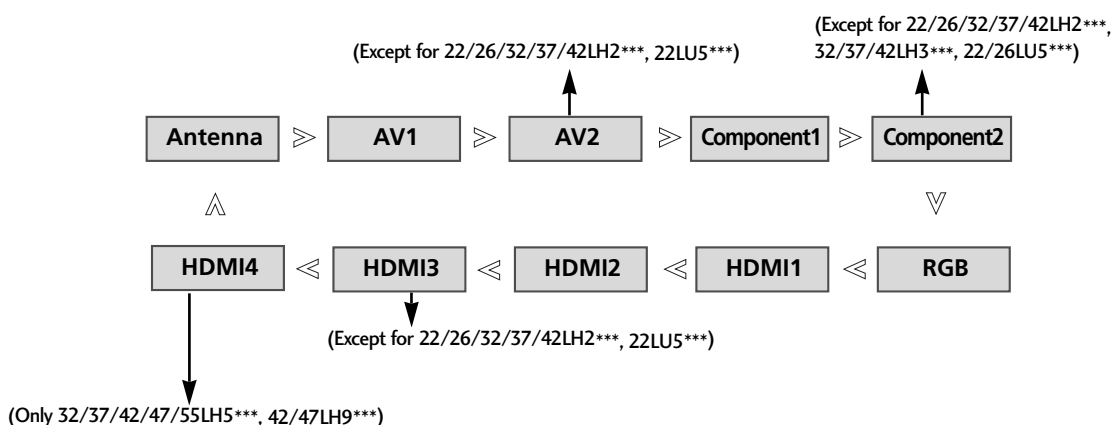 (Except for 22/26/32/37/42LH2***, 22LU5***)
(Except for 22/26/32/37/42LH2***,
32/37/42LH3***, 22/26LU5***)
Antenna
AV1
AV2
Component1
Component2
HDMI4
HDMI3
HDMI2
HDMI1
RGB
(Except for 22/26/32/37/42LH2***, 22LU5***)
(Only 32/37/42/47/55LH5***, 42/47LH9***)